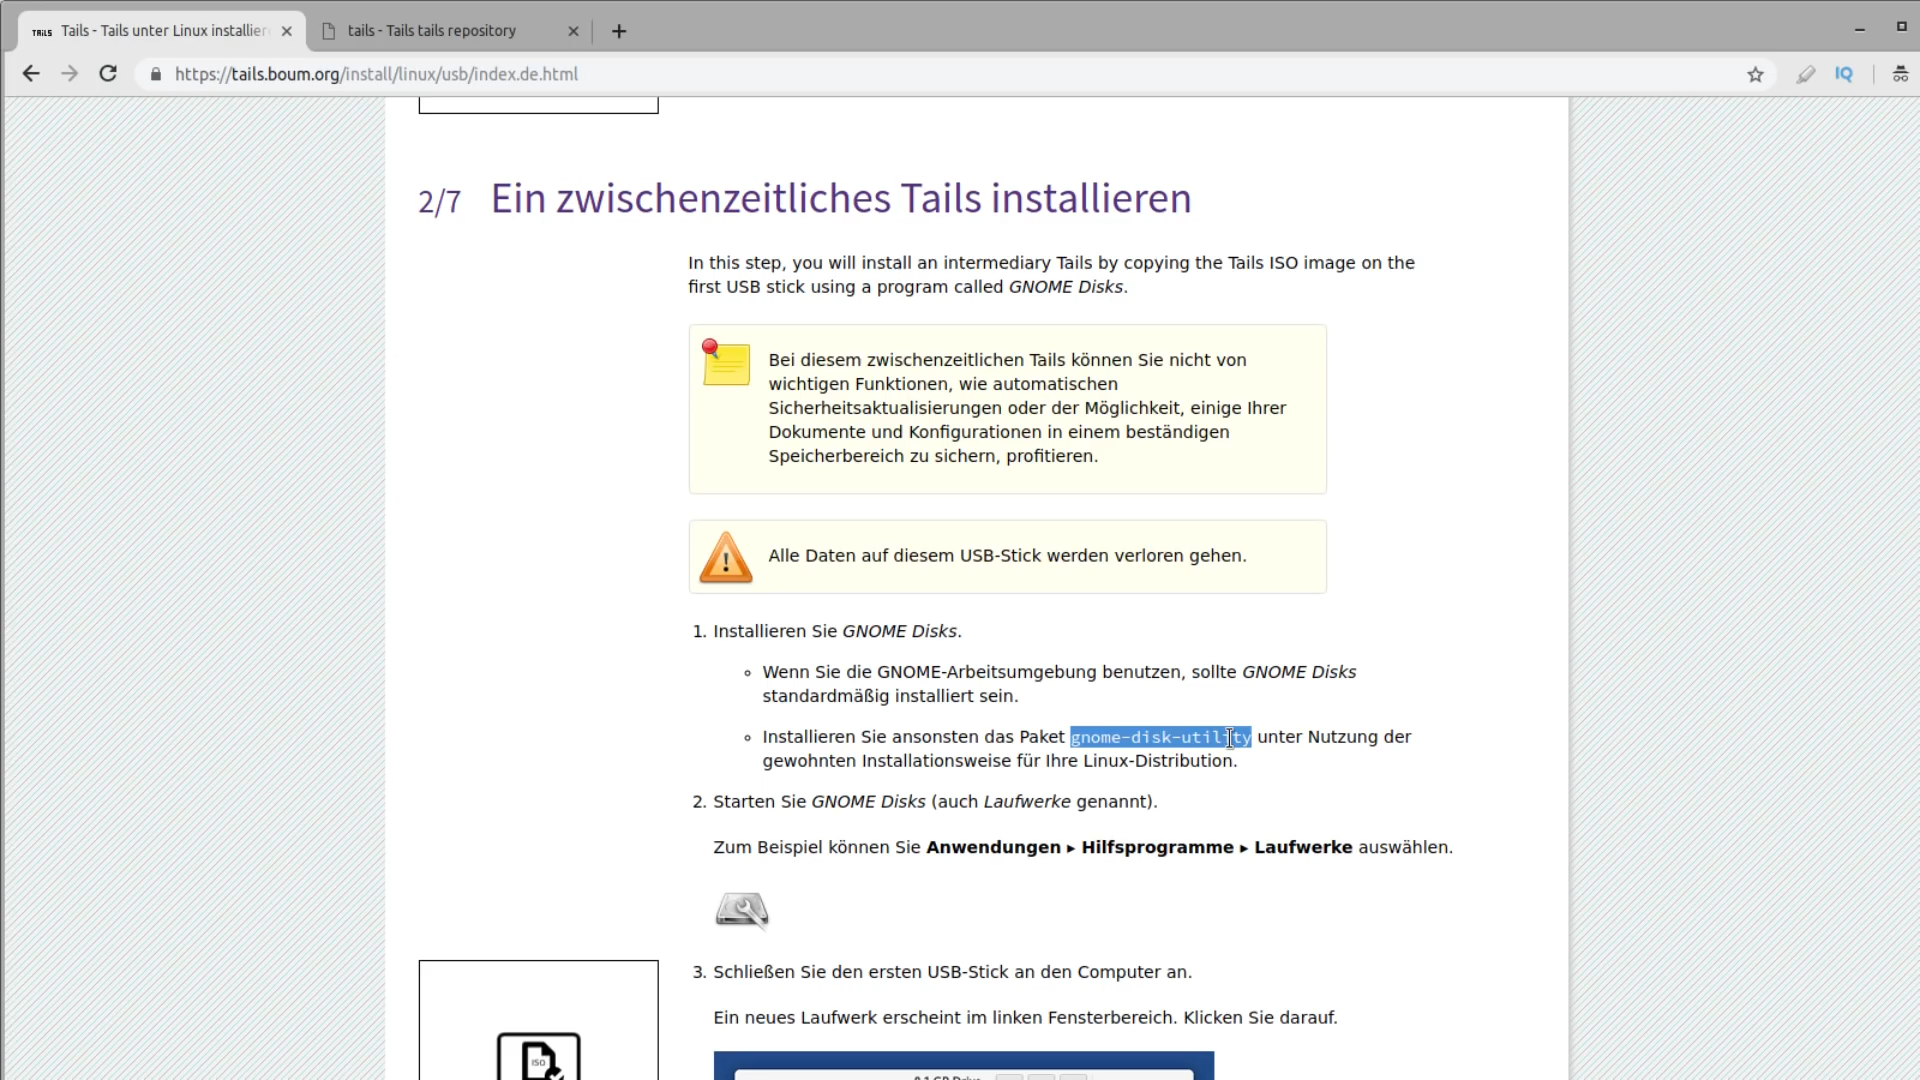 TAILS Tails - Tails unter Linux installier
tails - Tails tails repository
https://tails.boum.org/install/linux/usb/index.de.html
IQ
2/7 Ein zwischenzeitliches Tails installieren
In this step, you will install an intermediary Tails by copying the Tails ISO image on the
first USB stick using a program called GNOME Disks.
Bei diesem zwischenzeitlichen Tails können Sie nicht von
wichtigen Funktionen, wie automatischen
Sicherheitsaktualisierungen oder der Möglichkeit, einige Ihrer
Dokumente und Konfigurationen in einem beständigen
Speicherbereich zu sichern, profitieren.
Alle Daten auf diesem USB-Stick werden verloren gehen.
1. Installieren Sie GNOME Disks.
◦ Wenn Sie die GNOME-Arbeitsumgebung benutzen, sollte GNOME Disks
standardmäßig installiert sein.
◦ Installieren Sie ansonsten das Paket gnome-disk-utility unter Nutzung der
gewohnten Installationsweise für Ihre Linux-Distribution.
2. Starten Sie GNOME Disks (auch Laufwerke genannt).
Zum Beispiel können Sie Anwendungen ▸ Hilfsprogramme ▸ Laufwerke auswählen.
3. Schließen Sie den ersten USB-Stick an den Computer an.
Ein neues Laufwerk erscheint im linken Fensterbereich. Klicken Sie darauf.
ISO